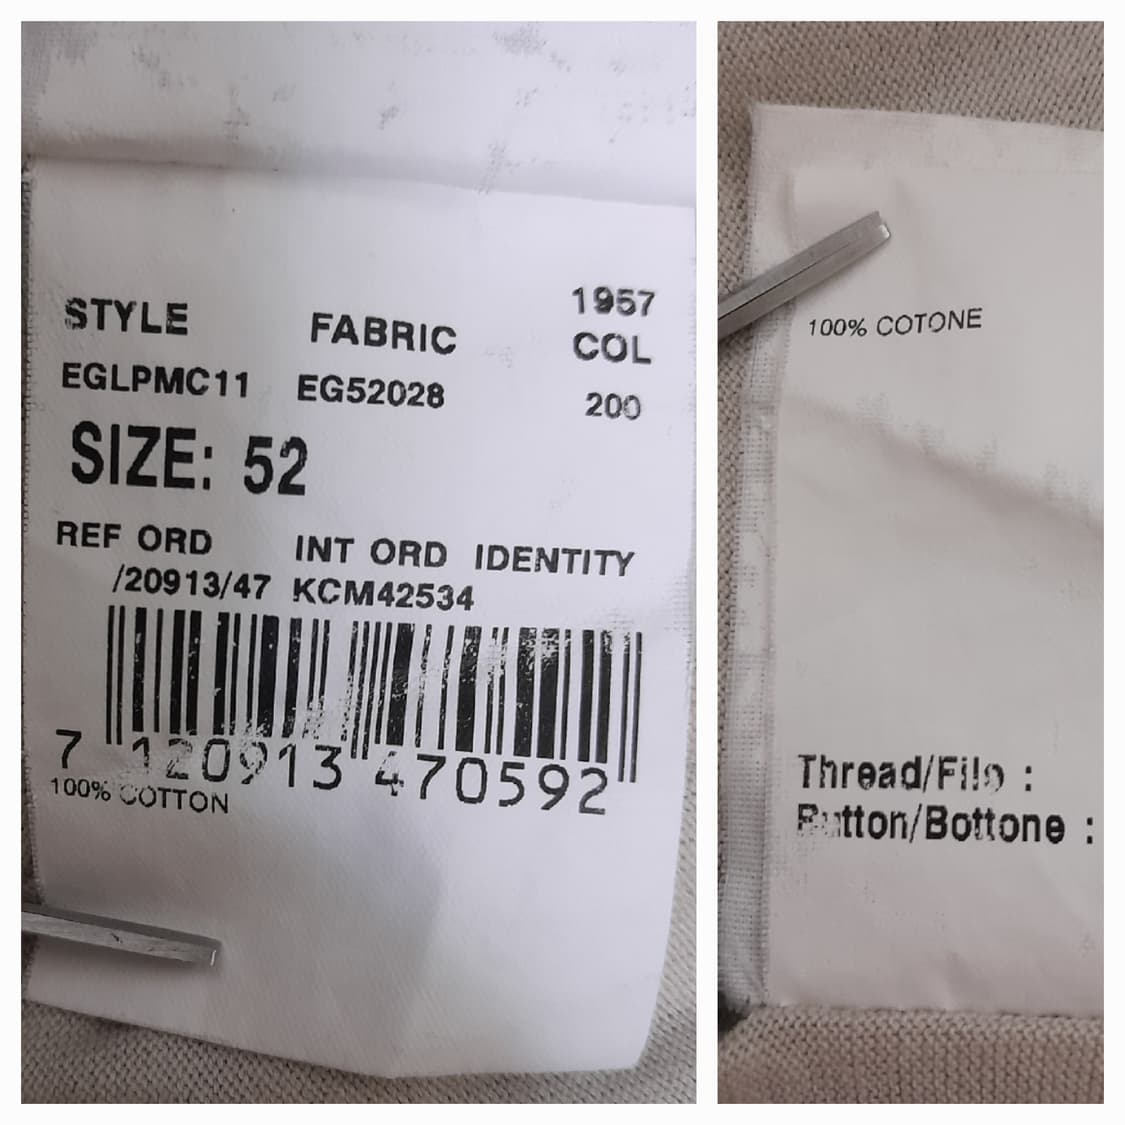 1957
STYLE FABRIC COL
EGLPMC11 EG52028 200
SIZE: 52
REF ORD INT ORD IDENTITY
/20913/47 KCM42534
7 120913 470592
100% COTTON
100% COTONE
Thread/Filo :
Button/Bottone :